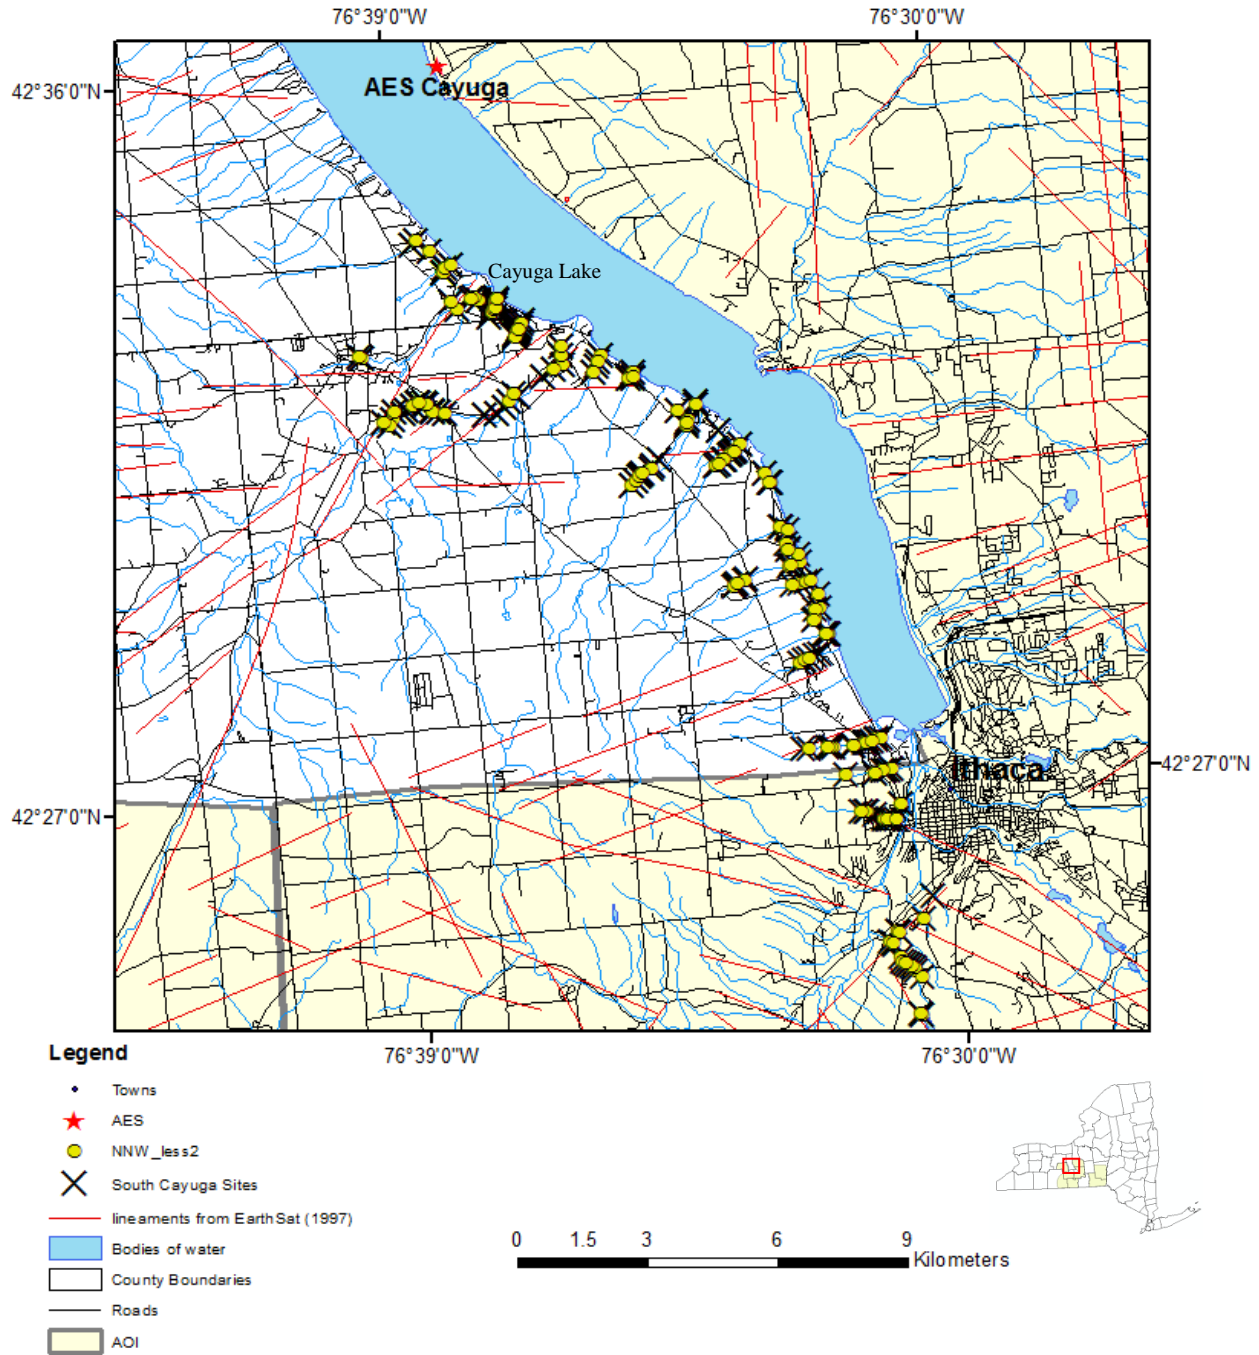 76°39'0"W 76°30'0"W
42°36'0"N
AES Cayuga
Cayuga Lake
42°27'0"N
Ithaca
42°27'0"N
76°39'0"W 76°30'0"W
Legend
Towns
AES
NNW_less2
South Cayuga Sites
lineaments from EarthSat (1997)
Bodies of water
County Boundaries
Roads
AOI
0 1.5 3 6 9
Kilometers